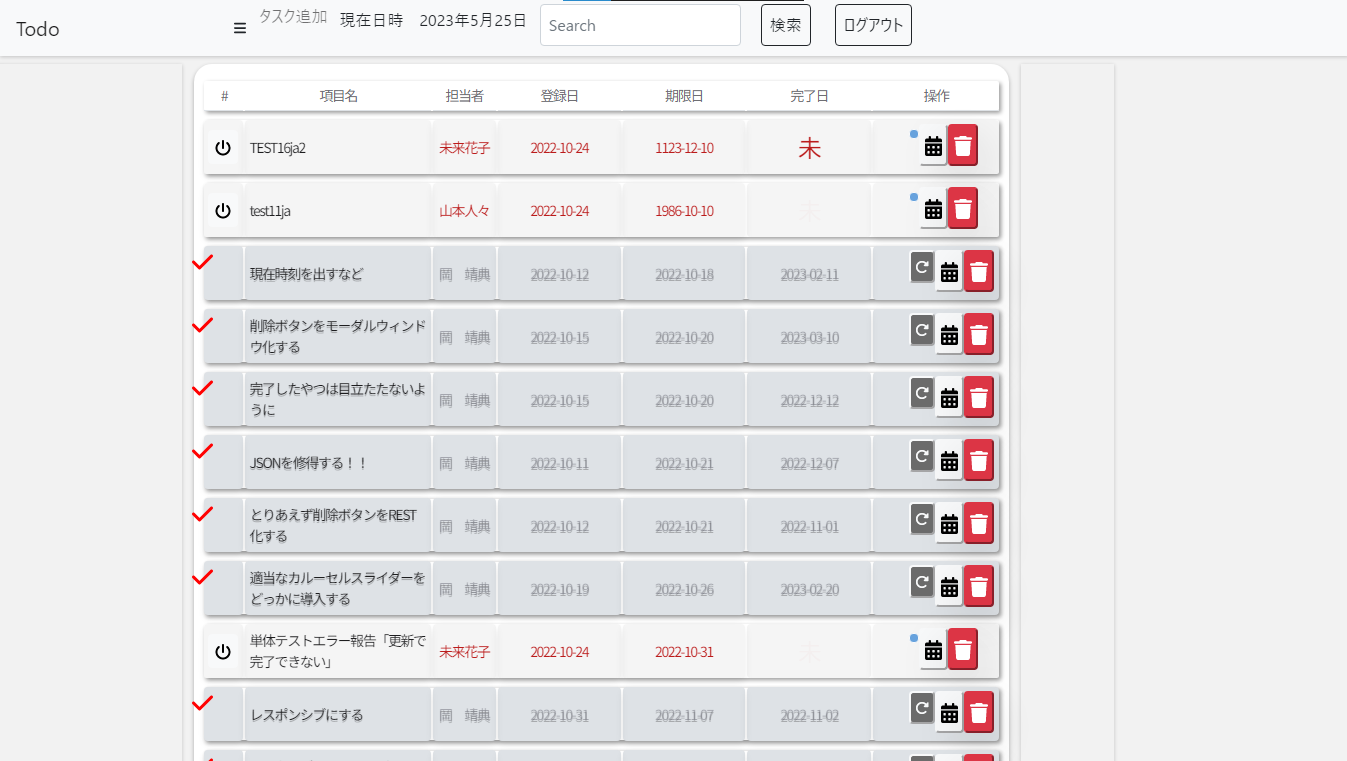 Todo
タスク追加 現在日時 2023年5月25日 Search 検索 ログアウト
# 項目名 担当者 登録日 期限日 完了日 操作
TEST16ja2 未来花子 2022-10-24 1123-12-10 未
test11ja 山本人々 2022-10-24 1986-10-10 未
現在時刻を出すなど 岡 靖典 2022-10-12 2022-10-18 2023-02-11
削除ボタンをモーダルウィンド
ウ化する 岡 靖典 2022-10-15 2022-10-20 2023-03-10
完了したやつは目立たたないよ
うに 岡 靖典 2022-10-15 2022-10-20 2022-12-12
JSONを修得する！！ 岡 靖典 2022-10-11 2022-10-21 2022-12-07
とりあえず削除ボタンをREST
化する 岡 靖典 2022-10-12 2022-10-21 2022-11-01
適当なカルーセルスライダーを
どっかに導入する 岡 靖典 2022-10-19 2022-10-26 2023-02-20
単体テストエラー報告「更新で
完了できない」 未来花子 2022-10-24 2022-10-31 未
レスポンシブにする 岡 靖典 2022-10-31 2022-11-07 2022-11-02